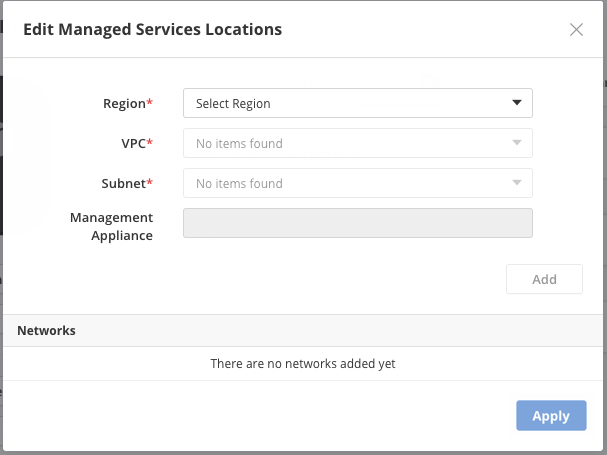 Edit Managed Services Locations
Region* Select Region
VPC* No items found
Subnet* No items found
Management
Appliance
Add
Networks
There are no networks added yet
Apply